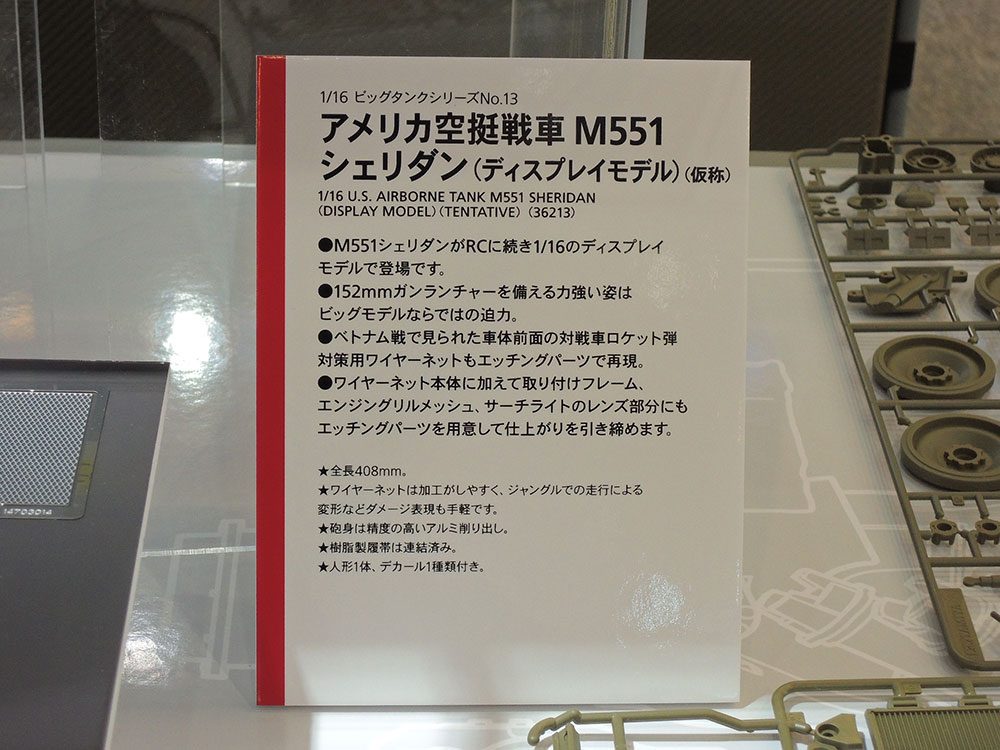 1/16 ビッグタンクシリーズNo.13
アメリカ空挺戦車 M551
シェリダン(ディスプレイモデル)(仮称)
1/16 U.S. AIRBORNE TANK M551 SHERIDAN
(DISPLAY MODEL)(TENTATIVE) (36213)
●M551シェリダンがRCに続き1/16のディスプレイ
モデルで登場です。
●152mmガンランチャーを備える力強い姿は
ビッグモデルならではの迫力。
●ベトナム戦で見られた車体前面の対戦車ロケット弾
対策用ワイヤーネットもエッチングパーツで再現。
●ワイヤーネット本体に加えて取り付けフレーム、
エンジングリルメッシュ、サーチライトのレンズ部分にも
エッチングパーツを用意して仕上がりを引き締めます。
★全長408mm。
★ワイヤーネットは加工がしやすく、ジャングルでの走行による
変形などダメージ表現も手軽です。
★砲身は精度の高いアルミ削り出し。
★樹脂製履帯は連結済み。
★人形1体、デカール1種類付き。
14703014